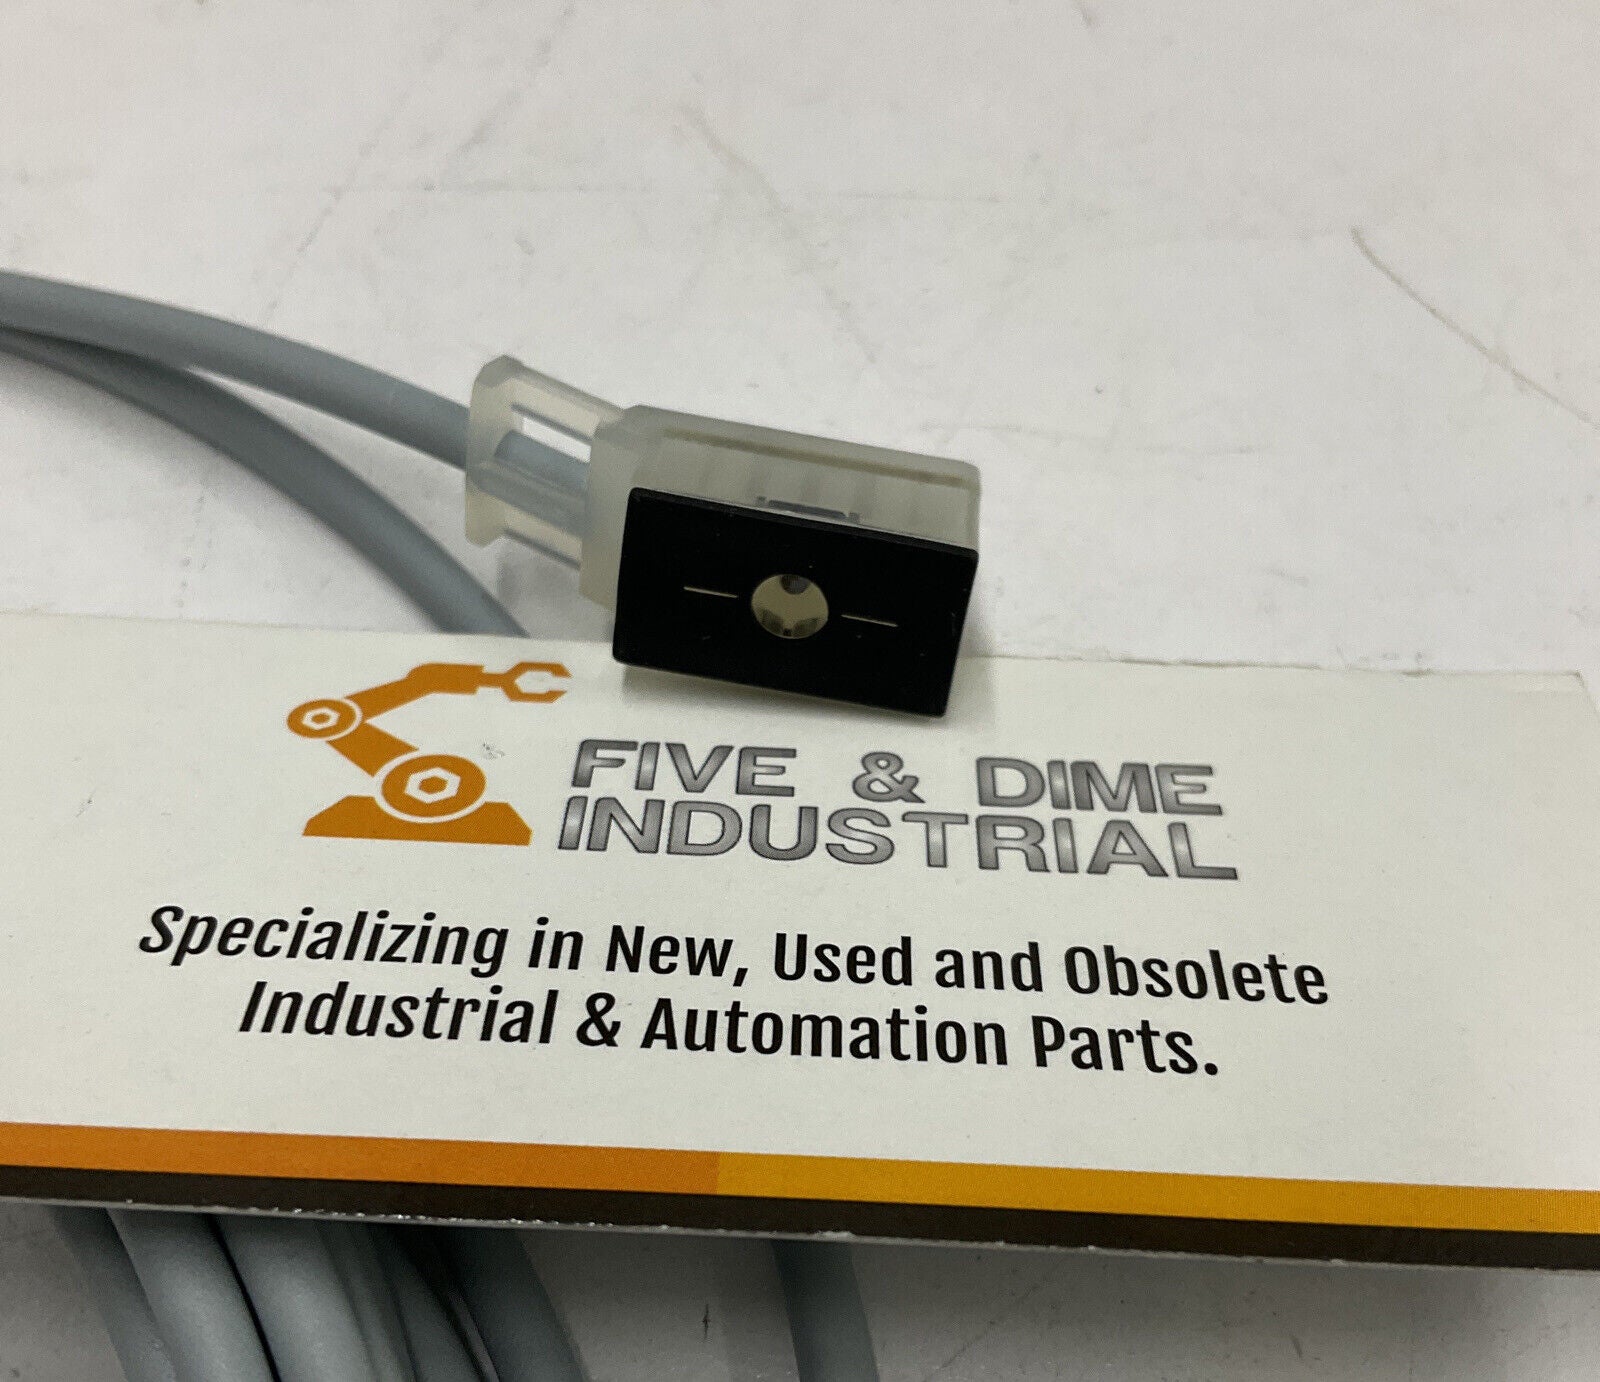 FIVE & DIME
INDUSTRIAL
Specializing in New, Used and Obsolete
Industrial & Automation Parts.